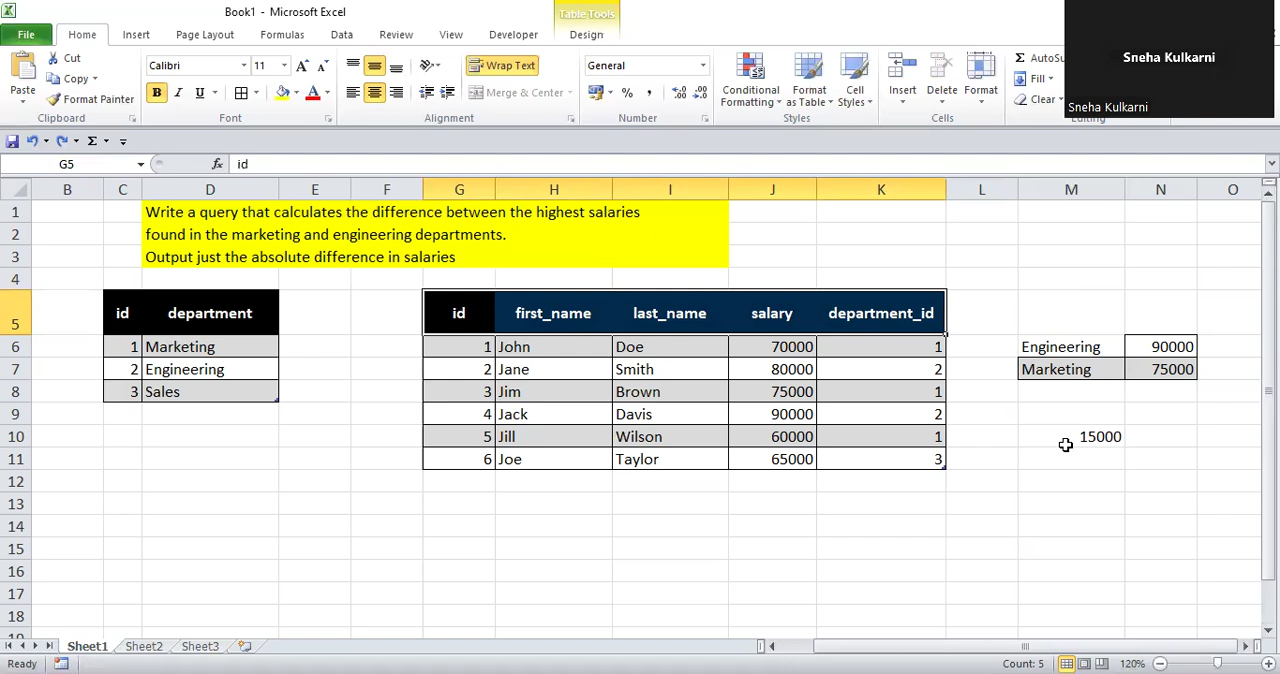 Book1 - Microsoft Excel
Table Tools
Sneha Kulkarni
Sneha Kulkarni
File Home Insert Page Layout Formulas Data Review View Developer Design
Paste
Cut
Copy
Format Painter
Clipboard
Calibri 11
B I U
Font
Wrap Text
Merge & Center
Alignment
General
Number
Conditional Formatting
Format as Table
Cell Styles
Styles
Insert Delete Format
Cells
Fill
Clear
G5 fx id
B C D E F G H I J K L M N O
1 Write a query that calculates the difference between the highest salaries
2 found in the marketing and engineering departments.
3 Output just the absolute difference in salaries
4
5 id department id first_name last_name salary department_id
6 1 Marketing 1 John Doe 70000 1 Engineering 90000
7 2 Engineering 2 Jane Smith 80000 2 Marketing 75000
8 3 Sales 3 Jim Brown 75000 1
9 4 Jack Davis 90000 2
10 5 Jill Wilson 60000 1 15000
11 6 Joe Taylor 65000 3
12
13
14
15
16
17
18
Sheet1 Sheet2 Sheet3
Ready Count: 5 120%